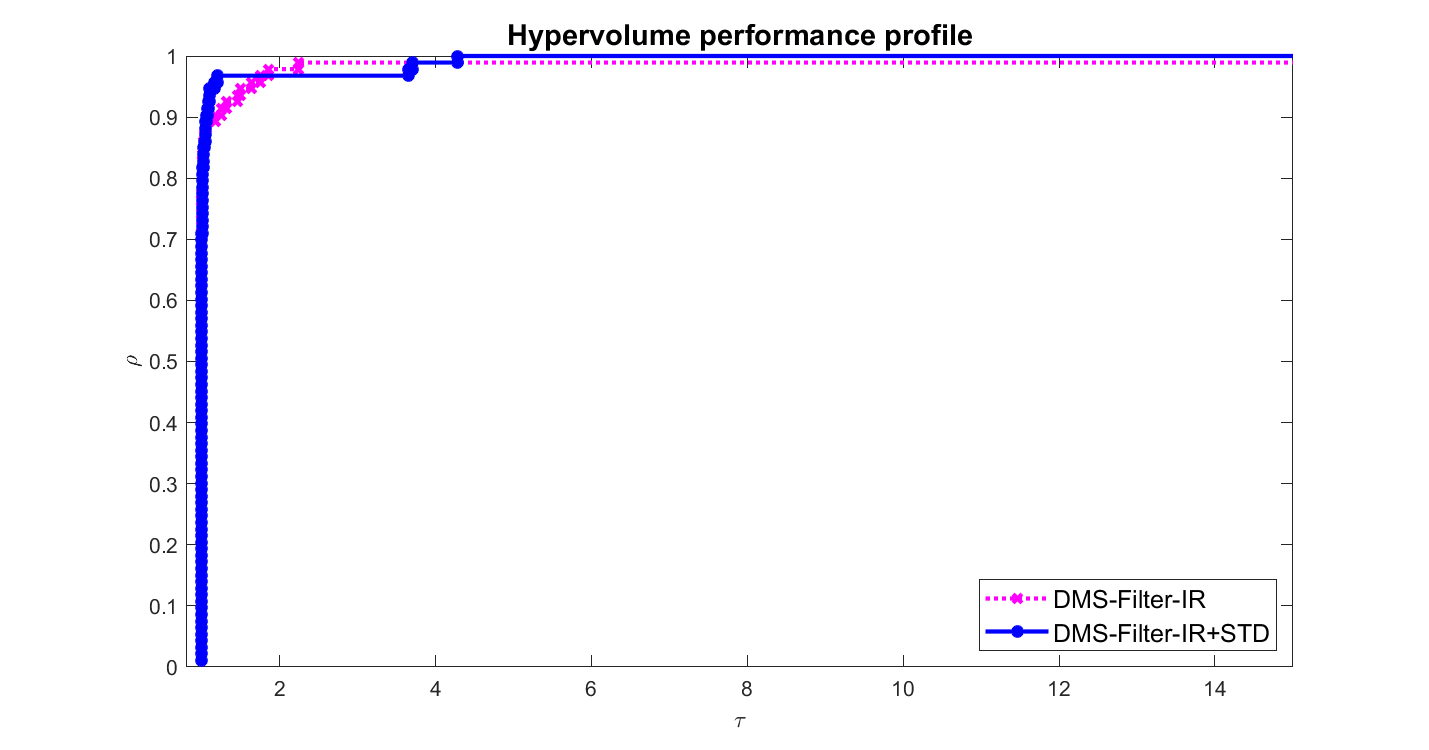 Hypervolume performance profile
1
0.9
0.8
0.7
0.6
0.5
0.4
0.3
0.2
0.1
0
ρ
2 4 6 8 10 12 14
τ
DMS-Filter-IR
DMS-Filter-IR+STD